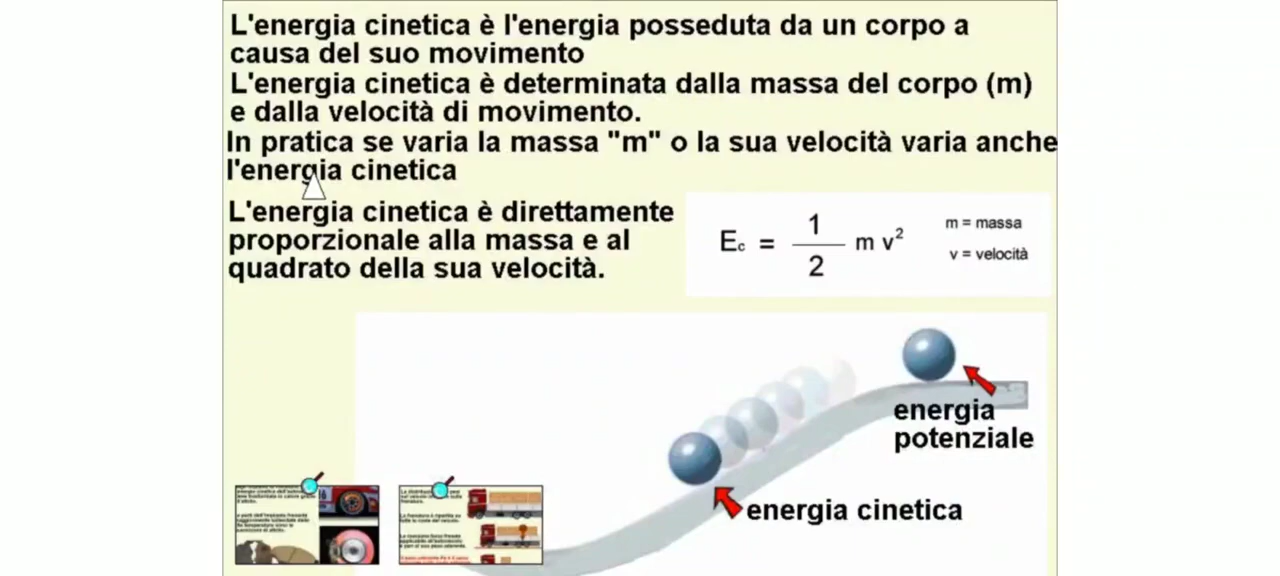 L'energia cinetica è l'energia posseduta da un corpo a
causa del suo movimento
L'energia cinetica è determinata dalla massa del corpo (m)
e dalla velocità di movimento.
In pratica se varia la massa "m" o la sua velocità varia anche
l'energia cinetica
L'energia cinetica è direttamente
proporzionale alla massa e al
quadrato della sua velocità.
Ec = 1/2 m v²
m = massa
v = velocità
energia
potenziale
energia cinetica